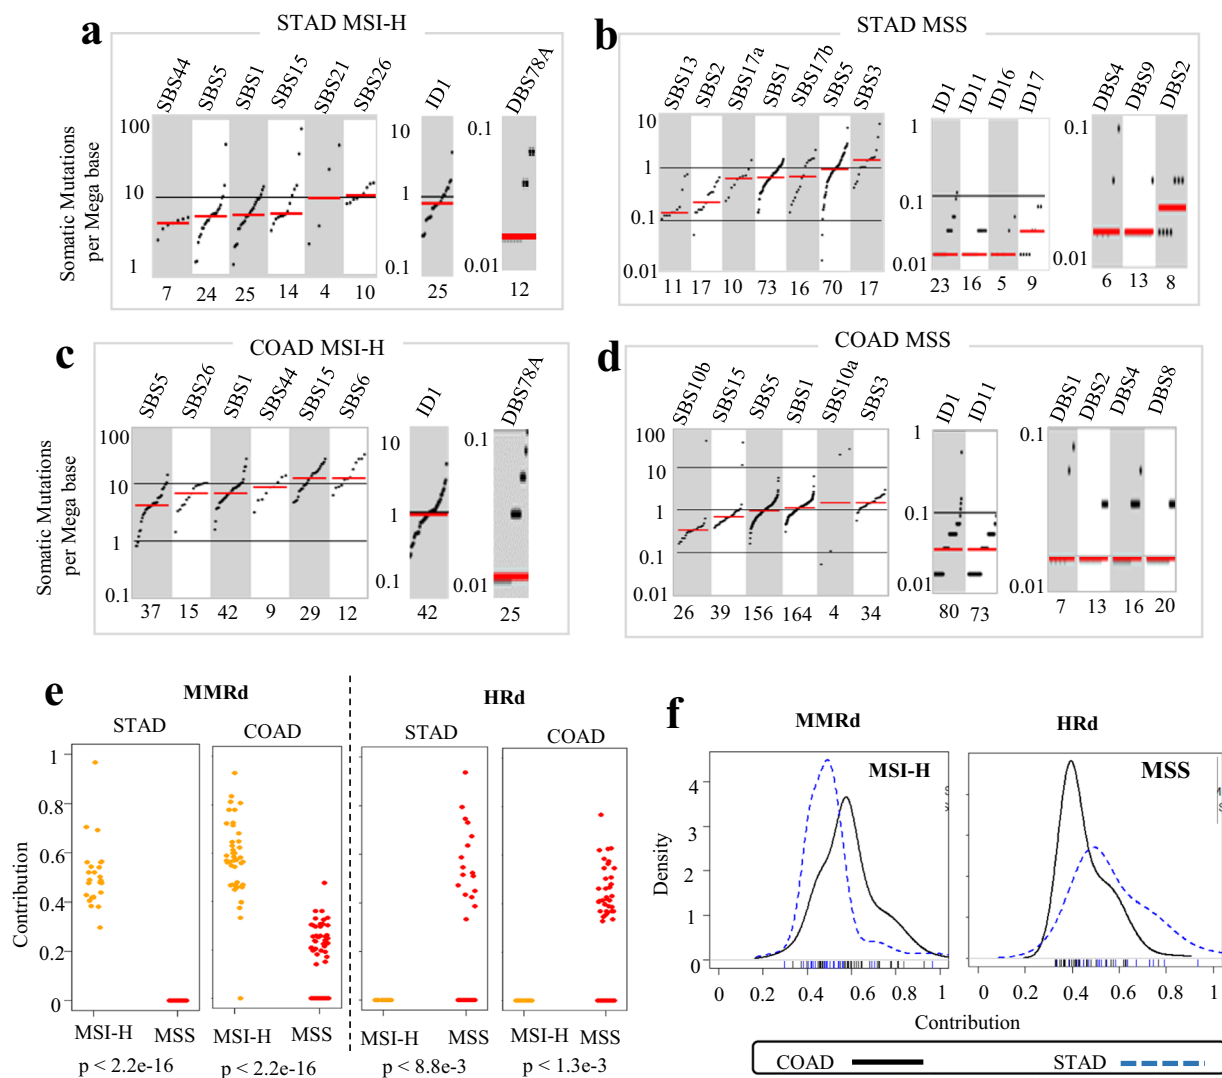 a
STAD MSI-H
SBS44 SBS5 SBS1 SBS15 SBS21 SBS26 ID1 DBS78A
Somatic Mutations
per Mega base
100 10 1
10 1 0.1
0.1 0.01
7 24 25 14 4 10 25 12
b
STAD MSS
SBS13 SBS2 SBS17a SBS1 SBS17b SBS5 SBS3 ID1 ID11 ID16 ID17 DBS4 DBS9 DBS2
10 1 0.1 0.01
1 0.1 0.01
0.1 0.01
11 17 10 73 16 70 17 23 16 5 9 6 13 8
c
COAD MSI-H
SBS5 SBS26 SBS1 SBS44 SBS15 SBS6 ID1 DBS78A
Somatic Mutations
per Mega base
100 10 1 0.1
10 1 0.1
0.1 0.01
37 15 42 9 29 12 42 25
d
COAD MSS
SBS10b SBS15 SBS5 SBS1 SBS10a SBS3 ID1 ID11 DBS1 DBS2 DBS4 DBS8
100 10 1 0.1 0.01
1 0.1 0.01
0.1 0.01
26 39 156 164 4 34 80 73 7 13 16 20
e
MMRd HRd
STAD COAD STAD COAD
Contribution
1
0.8
0.6
0.4
0.2
0
MSI-H MSS MSI-H MSS MSI-H MSS MSI-H MSS
p < 2.2e-16 p < 2.2e-16 p < 8.8e-3 p < 1.3e-3
f
MMRd HRd
MSI-H MSS
Density
4
3
2
1
0
0 0.2 0.4 0.6 0.8 1 0 0.2 0.4 0.6 0.8 1
Contribution
COAD STAD